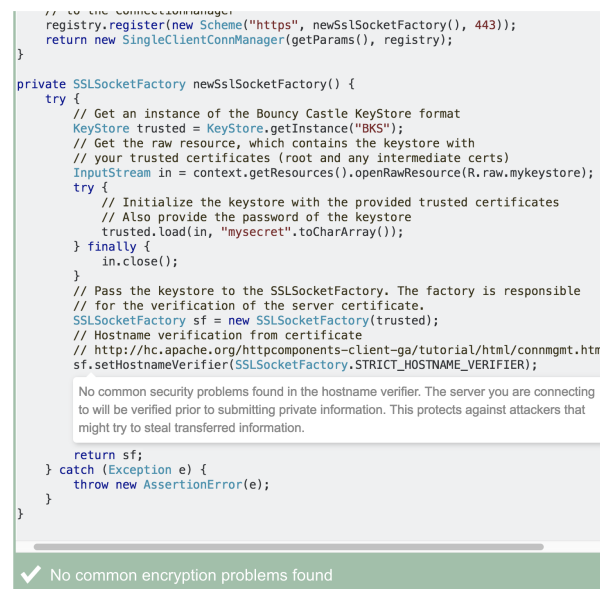 // to the ConnectionManager
registry.register(new Scheme("https", newSslSocketFactory(), 443));
return new SingleClientConnManager(getParams(), registry);
}
private SSLSocketFactory newSslSocketFactory() {
try {
// Get an instance of the Bouncy Castle KeyStore format
KeyStore trusted = KeyStore.getInstance("BKS");
// Get the raw resource, which contains the keystore with
// your trusted certificates (root and any intermediate certs)
InputStream in = context.getResources().openRawResource(R.raw.mykeystore);
try {
// Initialize the keystore with the provided trusted certificates
// Also provide the password of the keystore
trusted.load(in, "mysecret".toCharArray());
} finally {
in.close();
}
// Pass the keystore to the SSLSocketFactory. The factory is responsible
// for the verification of the server certificate.
SSLSocketFactory sf = new SSLSocketFactory(trusted);
// Hostname verification from certificate
// http://hc.apache.org/httpcomponents-client-ga/tutorial/html/connmgmt.htm
sf.setHostnameVerifier(SSLSocketFactory.STRICT_HOSTNAME_VERIFIER);
No common security problems found in the hostname verifier. The server you are connecting
to will be verified prior to submitting private information. This protects against attackers that
might try to steal transferred information.
return sf;
} catch (Exception e) {
throw new AssertionError(e);
}
}
No common encryption problems found